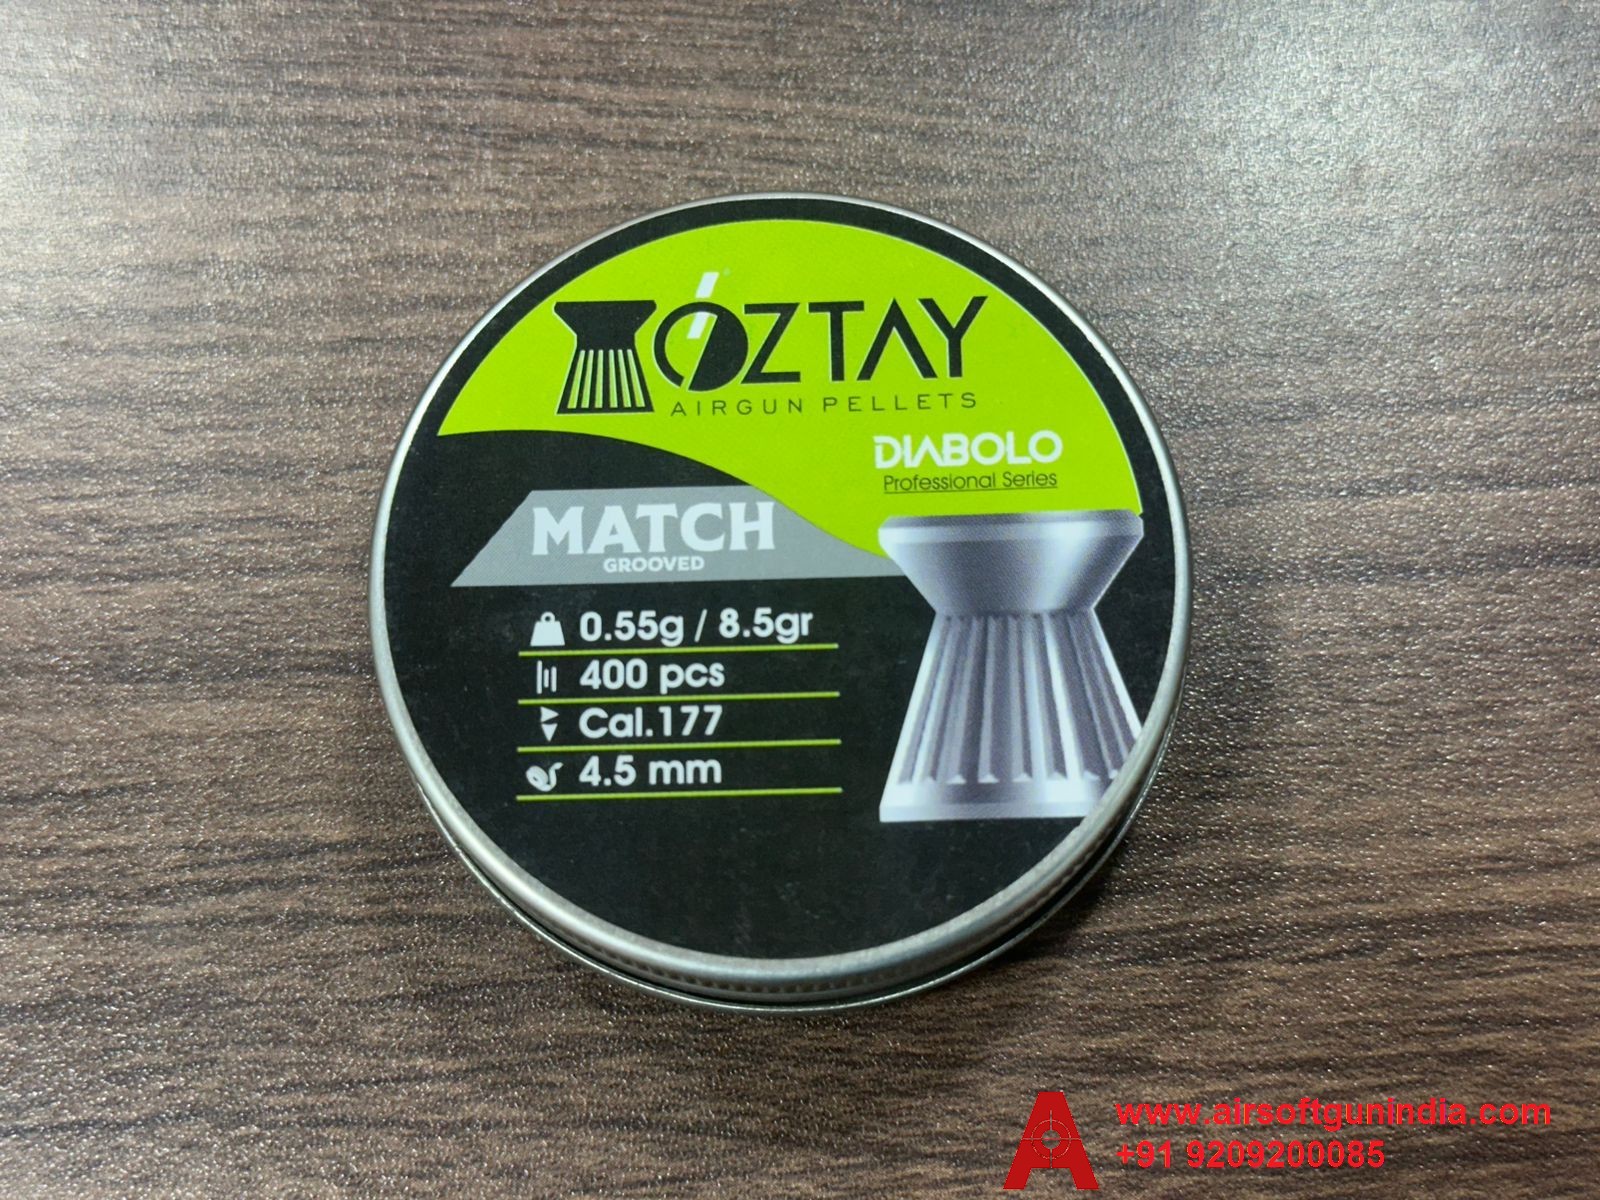 ÓZTAY
AIRGUN PELLETS
DIABOLO
Professional Series
MATCH
GROOVED
0.55g / 8.5gr
400 pcs
Cal.177
4.5 mm
www.airsoftgunindia.com
+91 9209200085